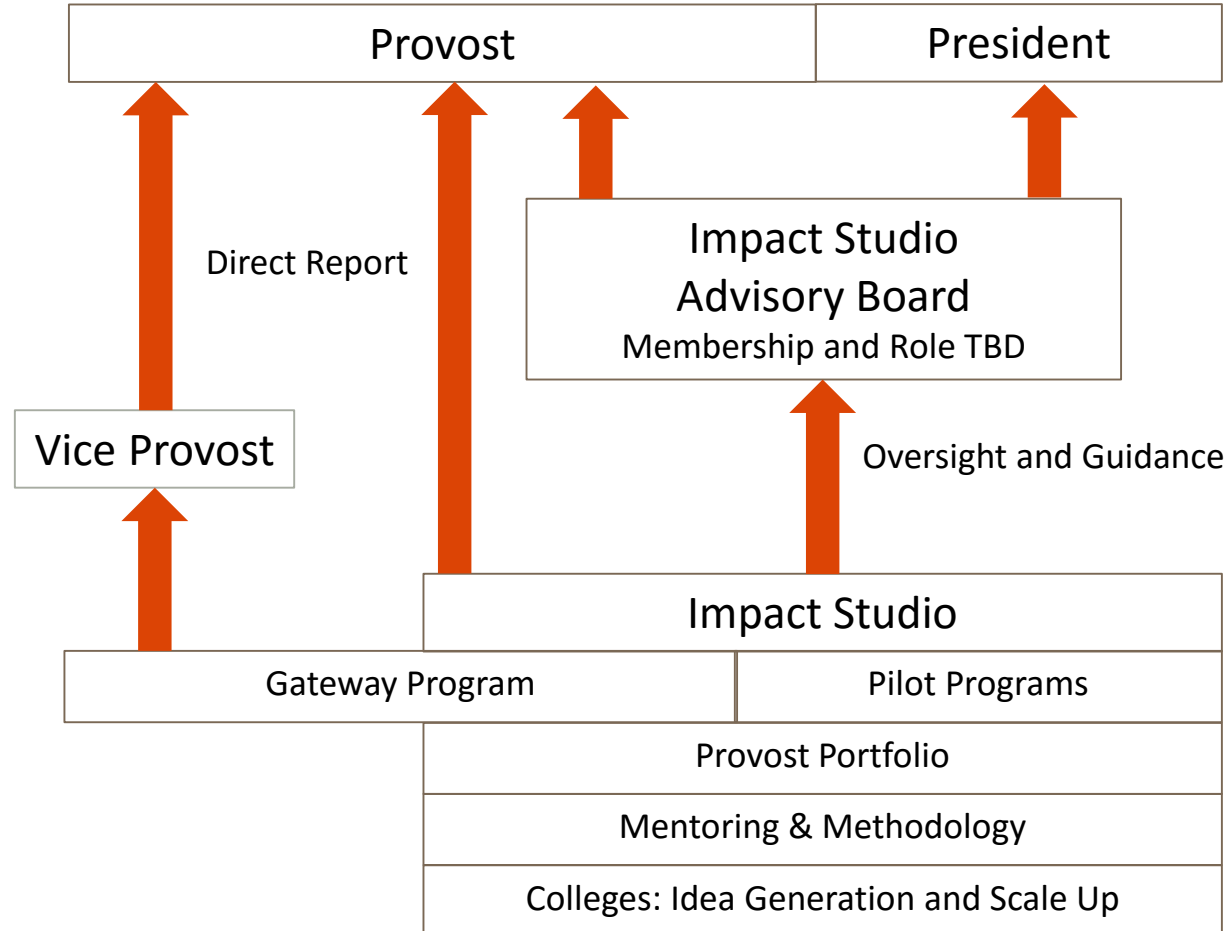 Provost
President
Direct Report
Impact Studio
Advisory Board
Membership and Role TBD
Vice Provost
Oversight and Guidance
Impact Studio
Gateway Program
Pilot Programs
Provost Portfolio
Mentoring & Methodology
Colleges: Idea Generation and Scale Up